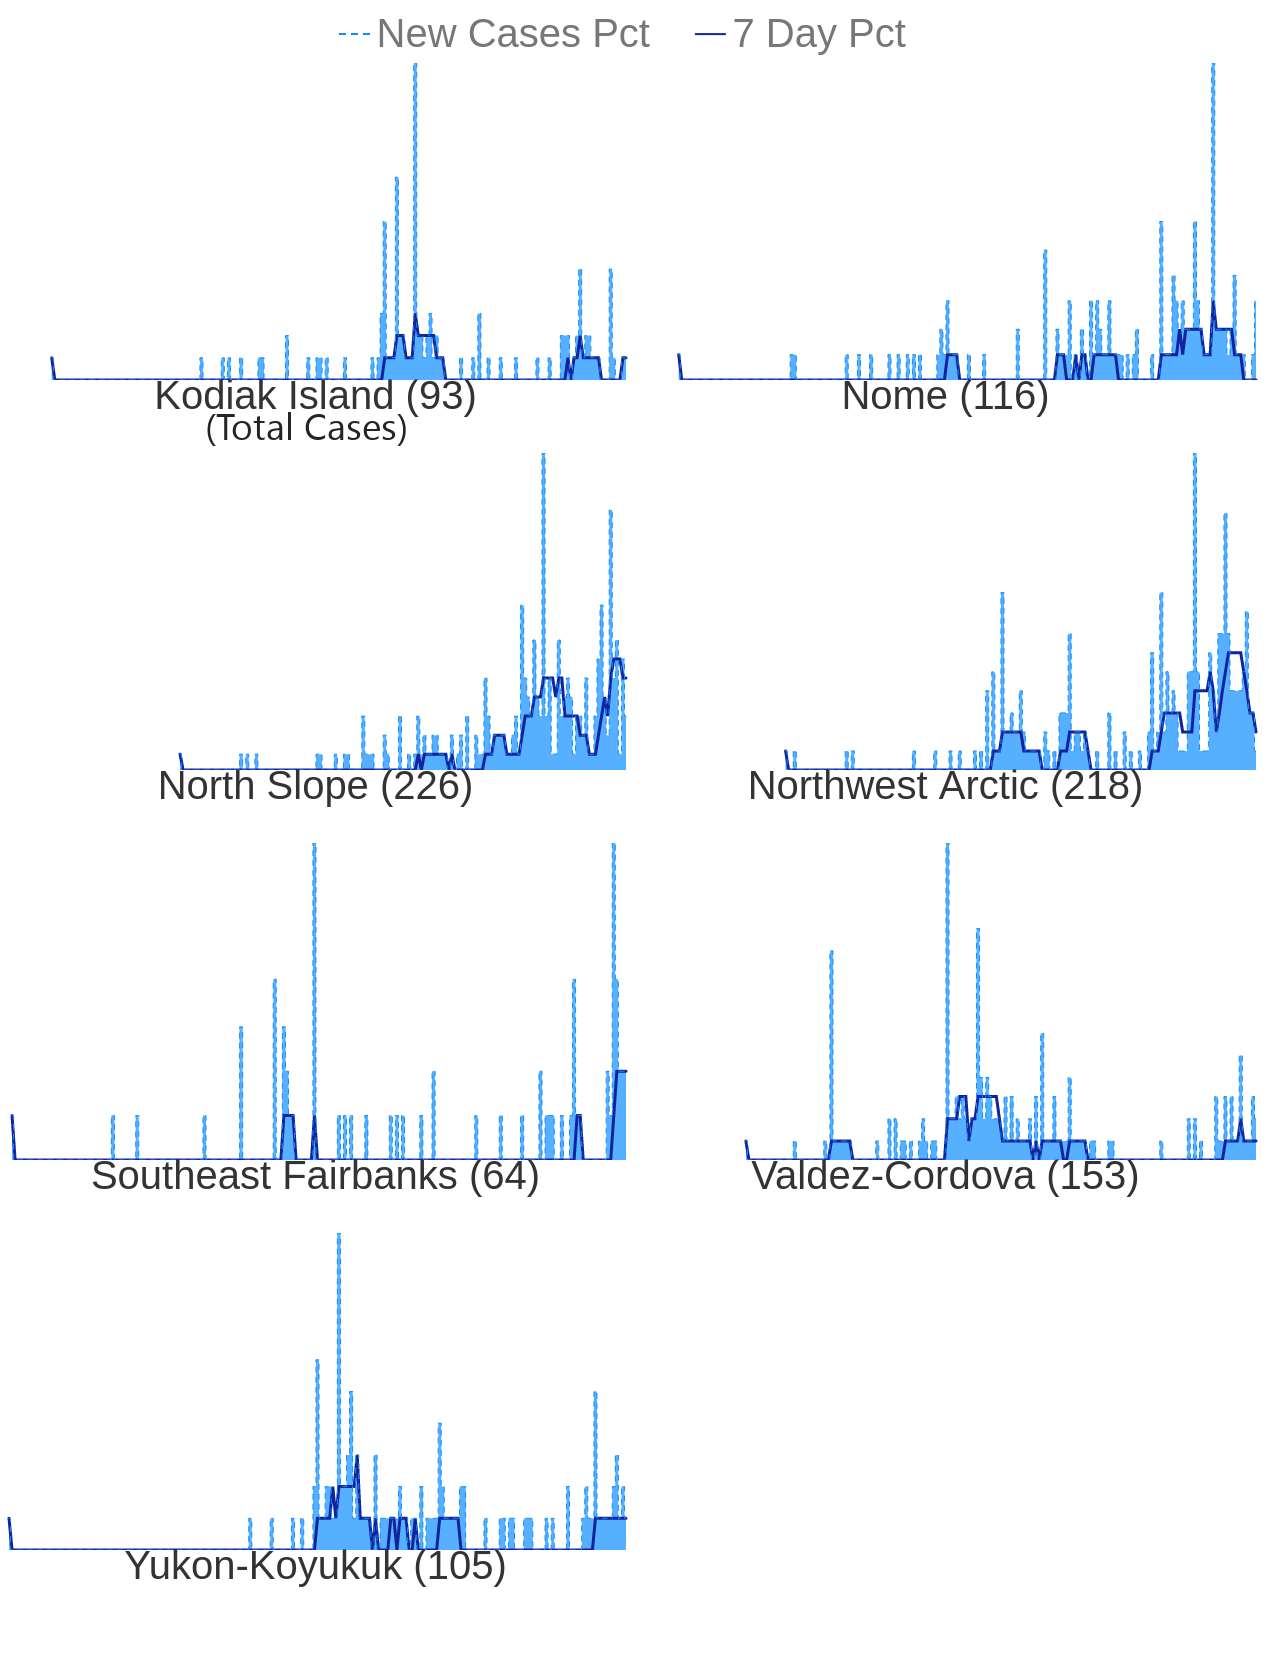 New Cases Pct 7 Day Pct
Kodiak Island (93)
(Total Cases)
Nome (116)
North Slope (226)
Northwest Arctic (218)
Southeast Fairbanks (64)
Valdez-Cordova (153)
Yukon-Koyukuk (105)